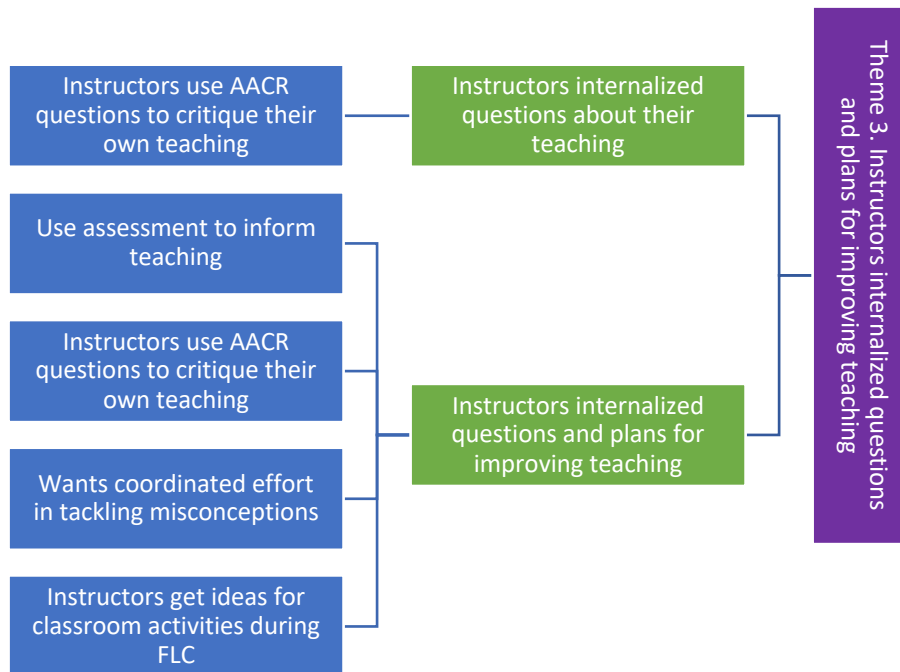 Instructors use AACR
questions to critique their
own teaching
Use assessment to inform
teaching
Instructors use AACR
questions to critique their
own teaching
Wants coordinated effort
in tackling misconceptions
Instructors get ideas for
classroom activities during
FLC
Instructors internalized
questions about their
teaching
Instructors internalized
questions and plans for
improving teaching
Theme 3. Instructors internalized questions
and plans for improving teaching